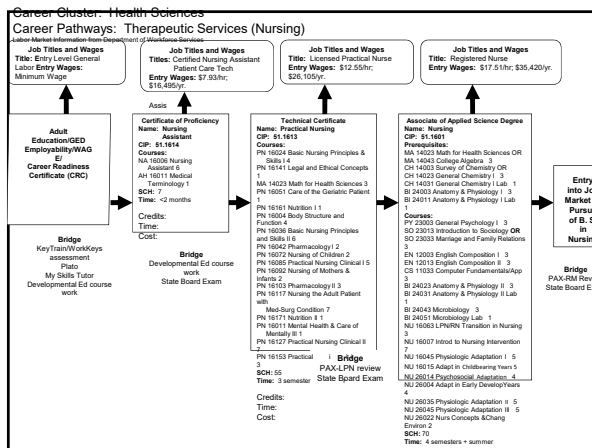 Career Cluster: Health Sciences
Career Pathways: Therapeutic Services (Nursing)
Labor Market Information from Department of Workforce Services
Job Titles and Wages
Title: Entry Level General
Labor Entry Wages:
Minimum Wage
Job Titles and Wages
Titles: Certified Nursing Assistant
Patient Care Tech
Entry Wages: $7.93/hr;
$16,495/yr.
Job Titles and Wages
Title: Licensed Practical Nurse
Entry Wages: $12.55/hr;
$26,105/yr.
Job Titles and Wages
Title: Registered Nurse
Entry Wages: $17.51/hr; $35,420/yr.
Assis
Adult
Education/GED
Employability/WAG
E/
Career Readiness
Certificate (CRC)
Bridge
KeyTrain/WorkKeys
assessment
Plato
My Skills Tutor
Developmental Ed course
work
Certificate of Proficiency
Name: Nursing
Assistant
CIP: 51.1614
Courses:
NA 16006 Nursing
Assistant 6
AH 16011 Medical
Terminology 1
SCH: 7
Time: <2 months
Credits:
Time:
Cost:
Bridge
Developmental Ed course
work
State Board Exam
Technical Certificate
Name: Practical Nursing
CIP: 51.1613
Courses:
PN 16024 Basic Nursing Principles &
Skills I 4
PN 16141 Legal and Ethical Concepts
1
MA 14023 Math for Health Sciences 3
PN 16051 Care of the Geriatric Patient
1
PN 16161 Nutrition I 1
PN 16004 Body Structure and
Function 4
PN 16036 Basic Nursing Principles
and Skills II 6
PN 16042 Pharmacology I 2
PN 16072 Nursing of Children 2
PN 16085 Practical Nursing Clinical I 5
PN 16092 Nursing of Mothers &
Infants 2
PN 16103 Pharmacology II 3
PN 16117 Nursing the Adult Patient
with
Med-Surg Condition 7
PN 16171 Nutrition II 1
PN 16011 Mental Health & Care of
Mentally Ill 1
PN 16127 Practical Nursing Clinical II
7
PN 16153 Practical
3
SCH: 55
Time: 3 semester
Bridge
PAX-LPN review
State Board Exam
Credits:
Time:
Cost:
Associate of Applied Science Degree
Name: Nursing
CIP: 51.1601
Prerequisites:
MA 14023 Math for Health Sciences OR
MA 14043 College Algebra 3
CH 14003 Survey of Chemistry OR
CH 14023 General Chemistry I 3
CH 14031 General Chemistry I Lab 1
BI 24003 Anatomy & Physiology I 3
BI 24011 Anatomy & Physiology I Lab
1
Courses:
PY 23003 General Psychology I 3
SO 23013 Introduction to Sociology OR
SO 23033 Marriage and Family Relations
3
EN 12003 English Composition I 3
EN 12013 English Composition II 3
CS 11033 Computer Fundamentals/App
3
BI 24023 Anatomy & Physiology II 3
BI 24031 Anatomy & Physiology II Lab
1
BI 24043 Microbiology 3
BI 24051 Microbiology Lab 1
NU 16063 LPN/RN Transition in Nursing
3
NU 16007 Introd to Nursing Intervention
7
NU 16045 Physiologic Adaptation I 5
NU 16015 Adapt in Childbearing Years 5
NU 26014 Psychosocial Adaptation 4
NU 26004 Adapt in Early DevelopYears
4
NU 26035 Physiologic Adaptation II 5
NU 26045 Physiologic Adaptation III 5
NU 26022 Nurs Concepts &Chang
Environ 2
SCH: 70
Time: 4 semesters + summer
Entry
into Jo
Market
Pursu
of B. S
in
Nursin
Bridge
PAX-RM Rev
State Board E